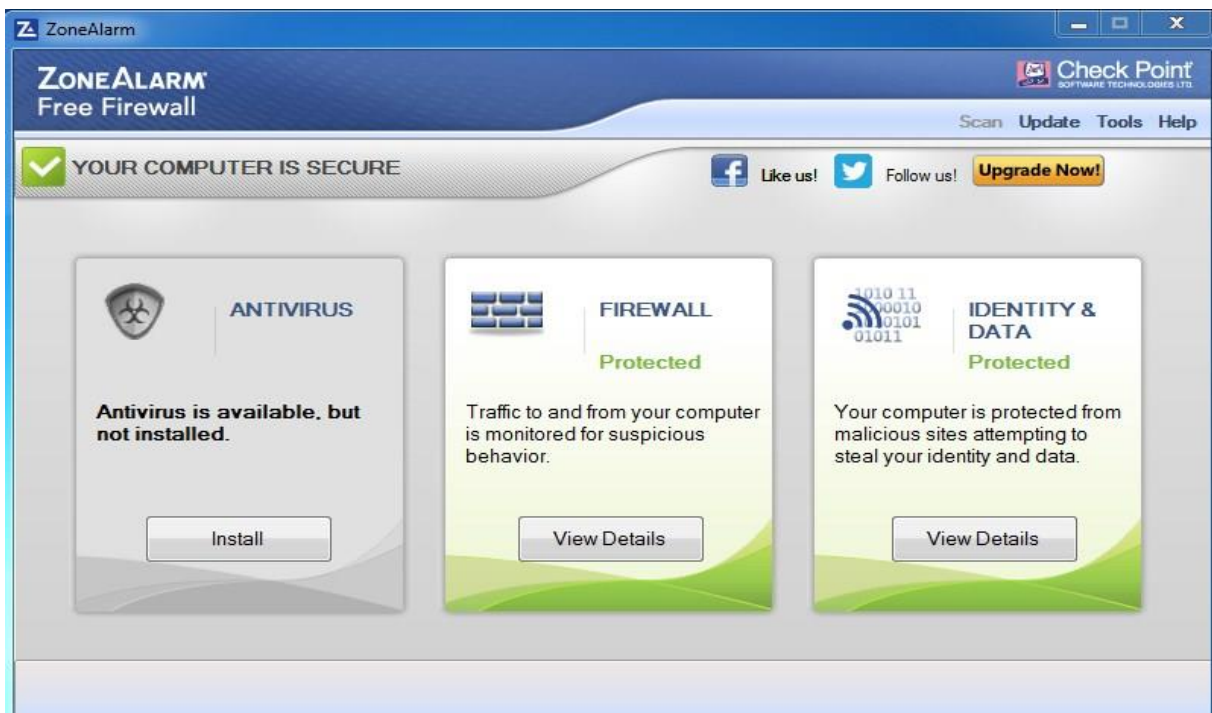 ZoneAlarm
ZONEALARM
Free Firewall
Check Point
SOFTWARE TECHNOLOGIES LTD.
Scan Update Tools Help
YOUR COMPUTER IS SECURE
Like us! Follow us! Upgrade Now!
ANTIVIRUS
Antivirus is available, but
not installed.
Install
FIREWALL
Protected
Traffic to and from your computer
is monitored for suspicious
behavior.
View Details
1010 11
0101
01011
IDENTITY &
DATA
Protected
Your computer is protected from
malicious sites attempting to
steal your identity and data.
View Details